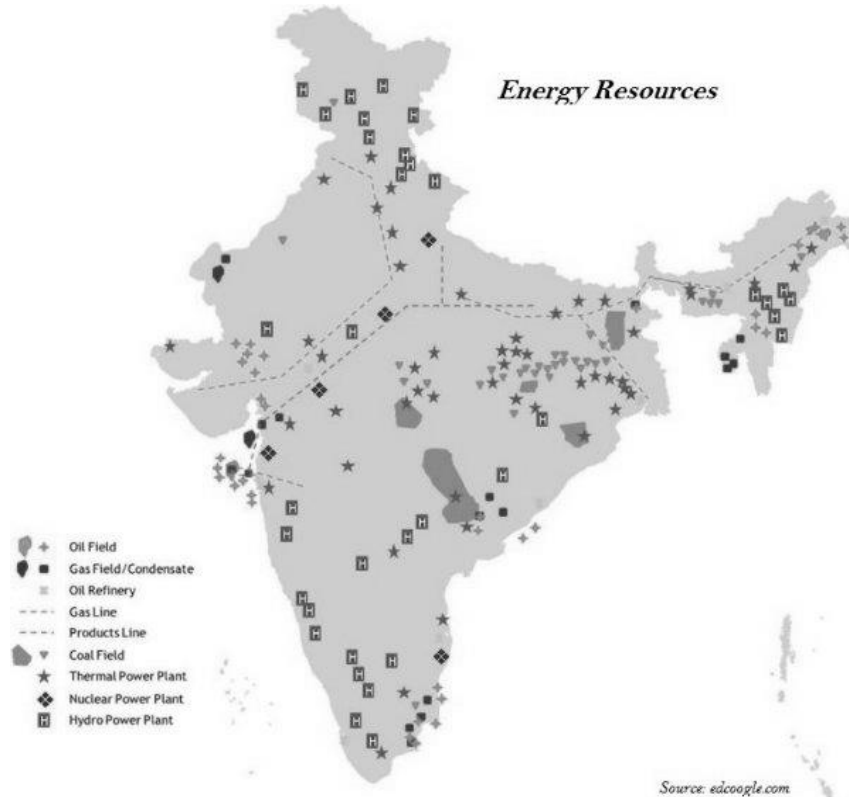 Energy Resources
Oil Field
Gas Field/Condensate
Oil Refinery
Gas Line
Products Line
Coal Field
Thermal Power Plant
Nuclear Power Plant
Hydro Power Plant
Source: edcoogle.com